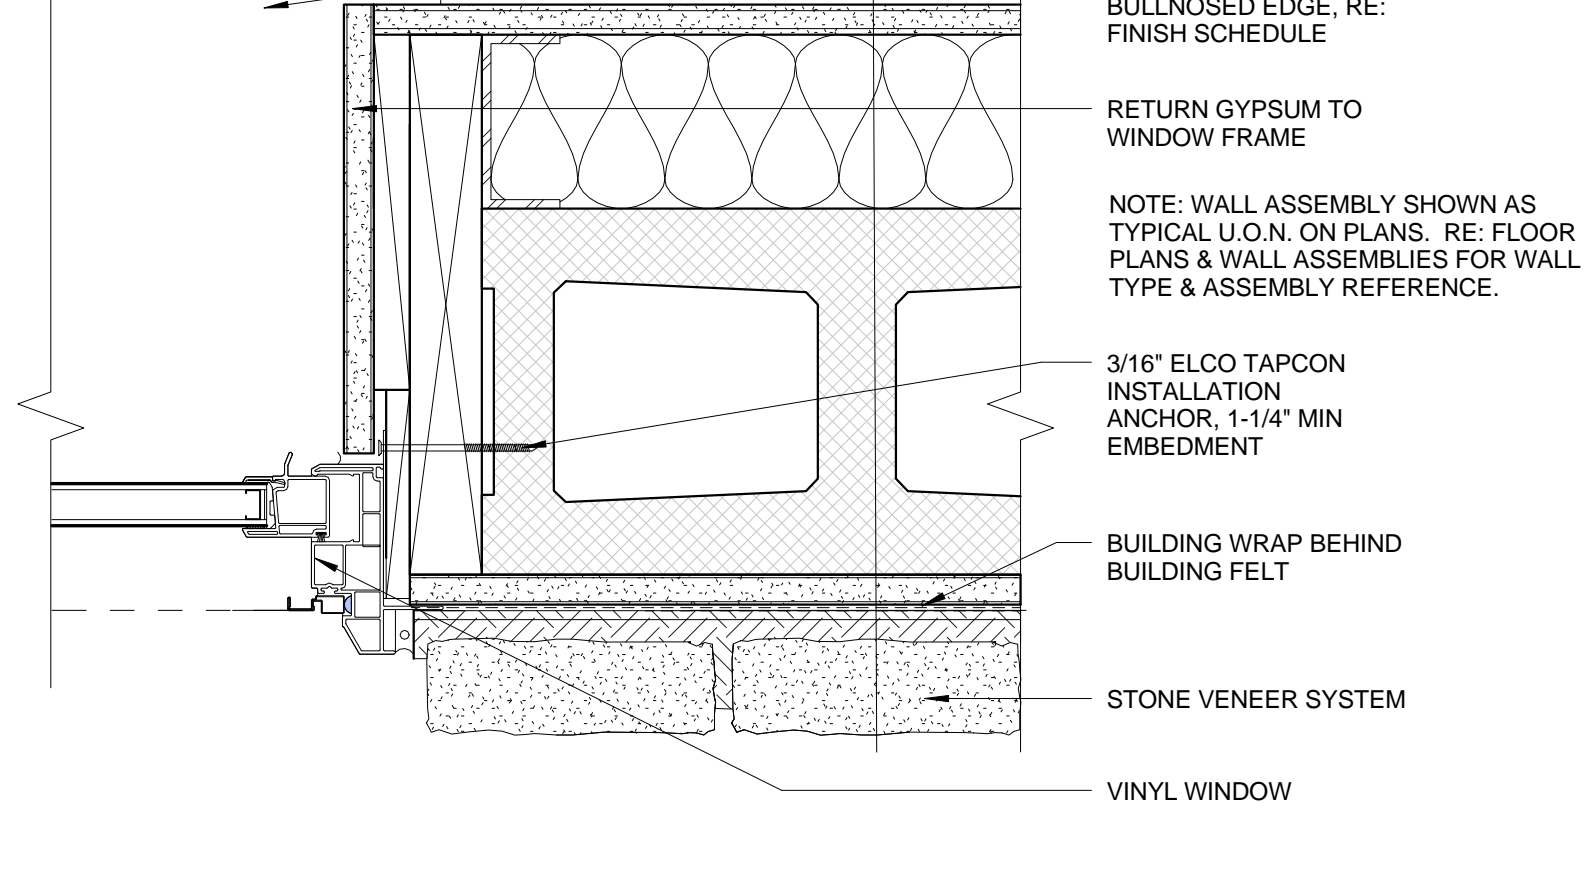 BULLNOSED EDGE, RE:
FINISH SCHEDULE
RETURN GYPSUM TO
WINDOW FRAME
NOTE: WALL ASSEMBLY SHOWN AS
TYPICAL U.O.N. ON PLANS. RE: FLOOR
PLANS & WALL ASSEMBLIES FOR WALL
TYPE & ASSEMBLY REFERENCE.
3/16" ELCO TAPCON
INSTALLATION
ANCHOR, 1-1/4" MIN
EMBEDMENT
BUILDING WRAP BEHIND
BUILDING FELT
STONE VENEER SYSTEM
VINYL WINDOW